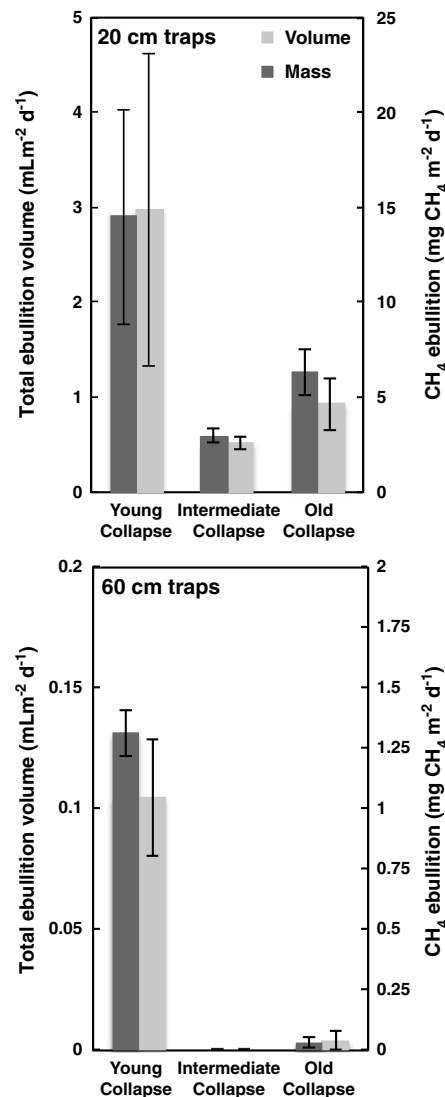 20 cm traps
Volume
Mass
Total ebullition volume (mLm⁻² d⁻¹)
5
4
3
2
1
0
CH₄ ebullition (mg CH₄ m⁻² d⁻¹)
25
20
15
10
5
0
Young Collapse
Intermediate Collapse
Old Collapse
60 cm traps
Total ebullition volume (mLm⁻² d⁻¹)
0.2
0.15
0.1
0.05
0
CH₄ ebullition (mg CH₄ m⁻² d⁻¹)
2
1.75
1.5
1.25
1
0.75
0.5
0.25
0
Young
Collapse
Intermediate
Collapse
Old
Collapse